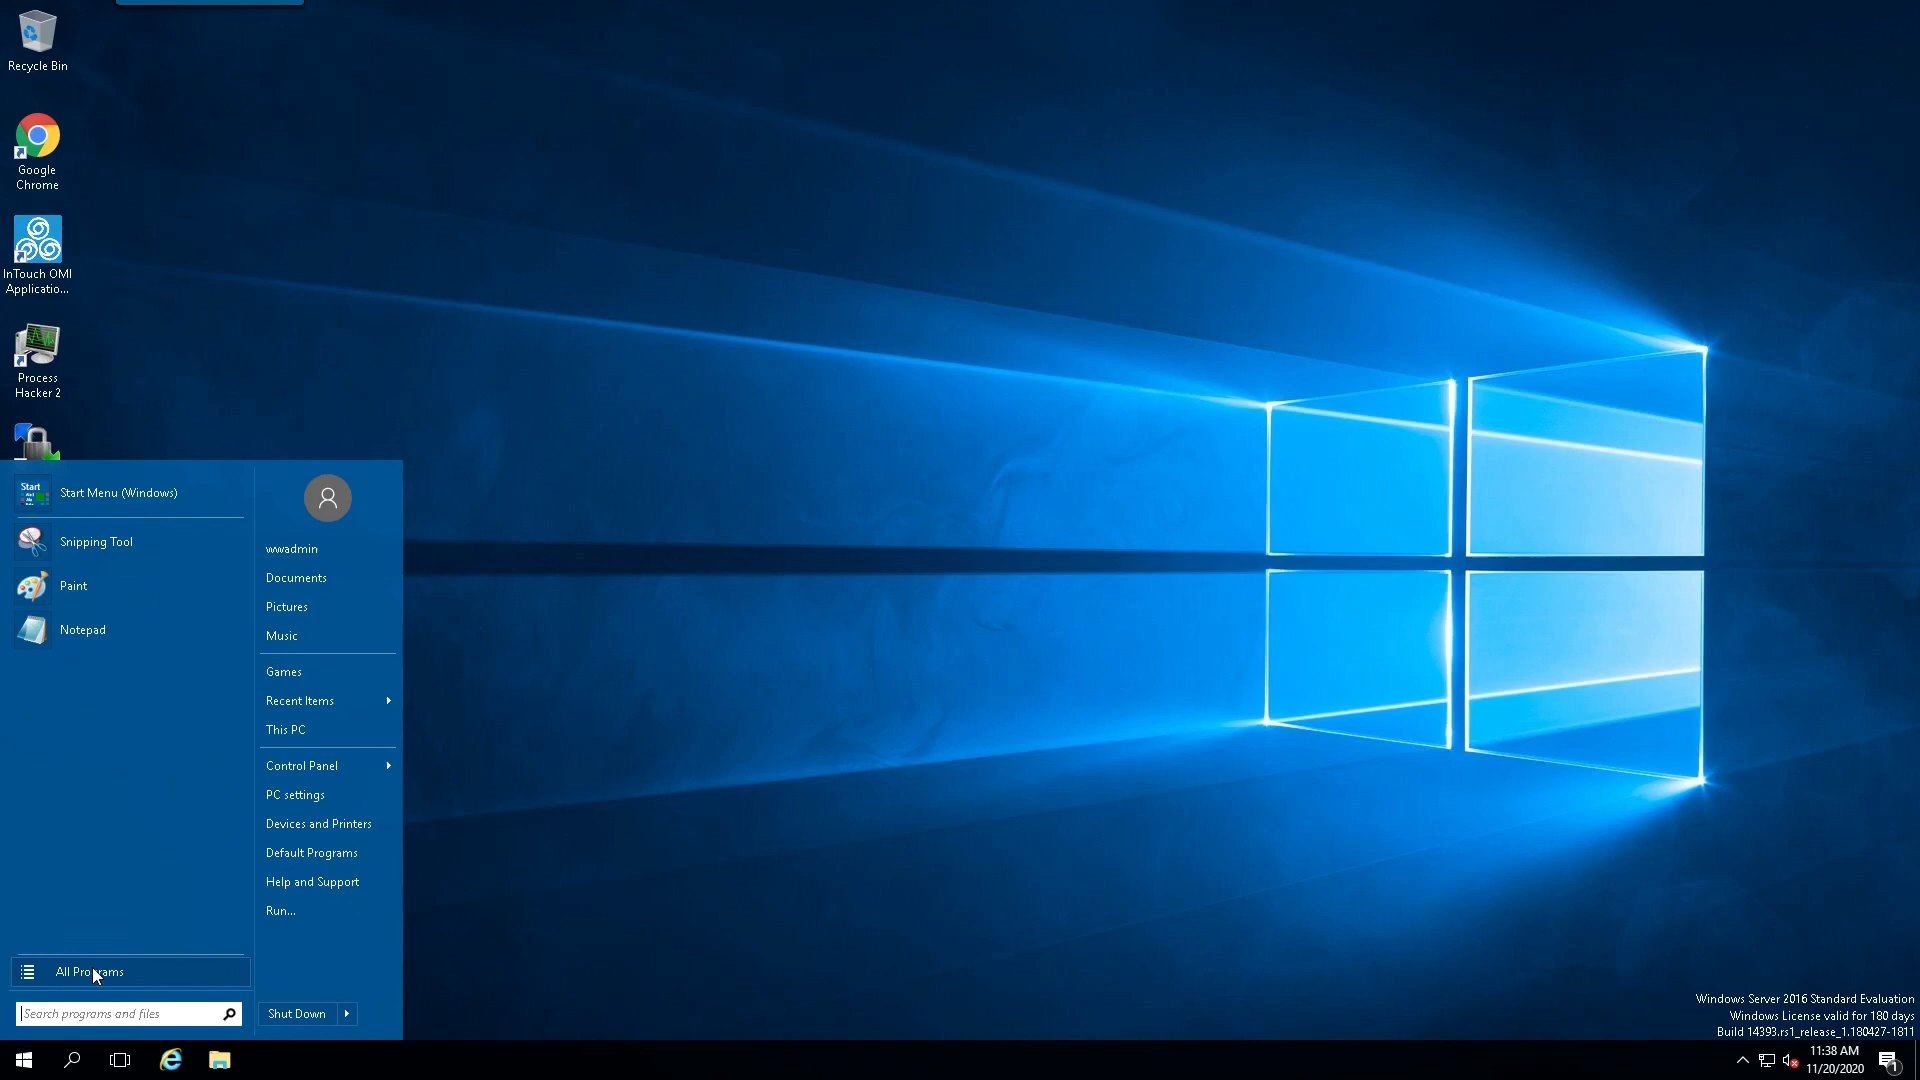 Recycle Bin
Google
Chrome
InTouch OMI
Applicatio...
Process
Hacker 2
Start
Start Menu (Windows)
Snipping Tool
Paint
Notepad
All Programs
Search programs and files
wwadmin
Documents
Pictures
Music
Games
Recent Items
This PC
Control Panel
PC settings
Devices and Printers
Default Programs
Help and Support
Run...
Shut Down
Windows Server 2016 Standard Evaluation
Windows License valid for 180 days
Build 14393.rs1_release_1.180427-1811
11:38 AM
11/20/2020
1